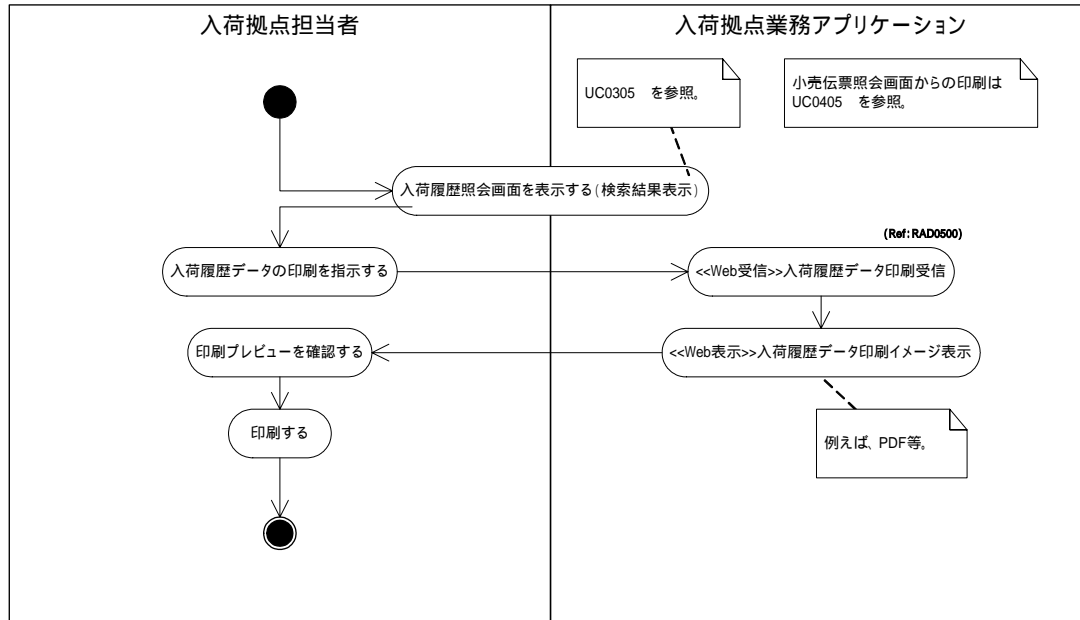 入荷拠点担当者
入荷拠点業務アプリケーション
UC0305 を参照。
小売伝票照会画面からの印刷は
UC0405 を参照。
入荷履歴照会画面を表示する(検索結果表示)
(Ref:RAD0500)
入荷履歴データの印刷を指示する
<<Web受信>>入荷履歴データ印刷受信
印刷プレビューを確認する
<<Web表示>>入荷履歴データ印刷イメージ表示
印刷する
例えば、PDF等。